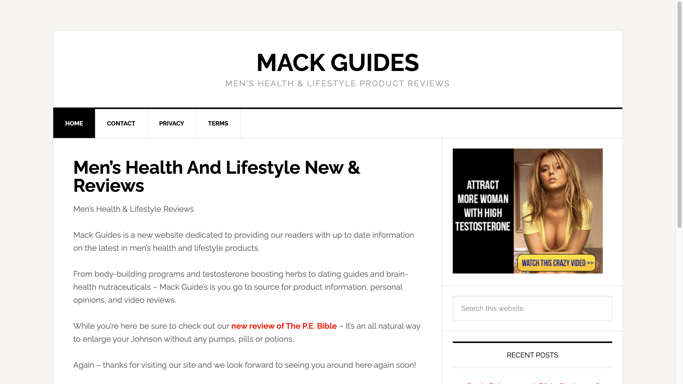 MACK GUIDES
MEN'S HEALTH & LIFESTYLE PRODUCT REVIEWS
HOME
CONTACT
PRIVACY
TERMS
Men's Health And Lifestyle New &
Reviews
Men's Health & Lifestyle Reviews
Mack Guides is a new website dedicated to providing our readers with up to date information
on the latest in men's health and lifestyle products.
From body-building programs and testosterone boosting herbs to dating guides and brain-
health nutraceuticals – Mack Guide's is you go to source for product information, personal
opinions, and video reviews.
While you're here be sure to check out our new review of The P.E. Bible – It's an all natural way
to enlarge your Johnson without any pumps, pills or potions.
Again – thanks for visiting our site and we look forward to seeing you around here again soon!
ATTRACT
MORE WOMAN
WITH HIGH
TESTOSTERONE
WATCH THIS CRAZY VIDEO >>
Search this website
RECENT POSTS